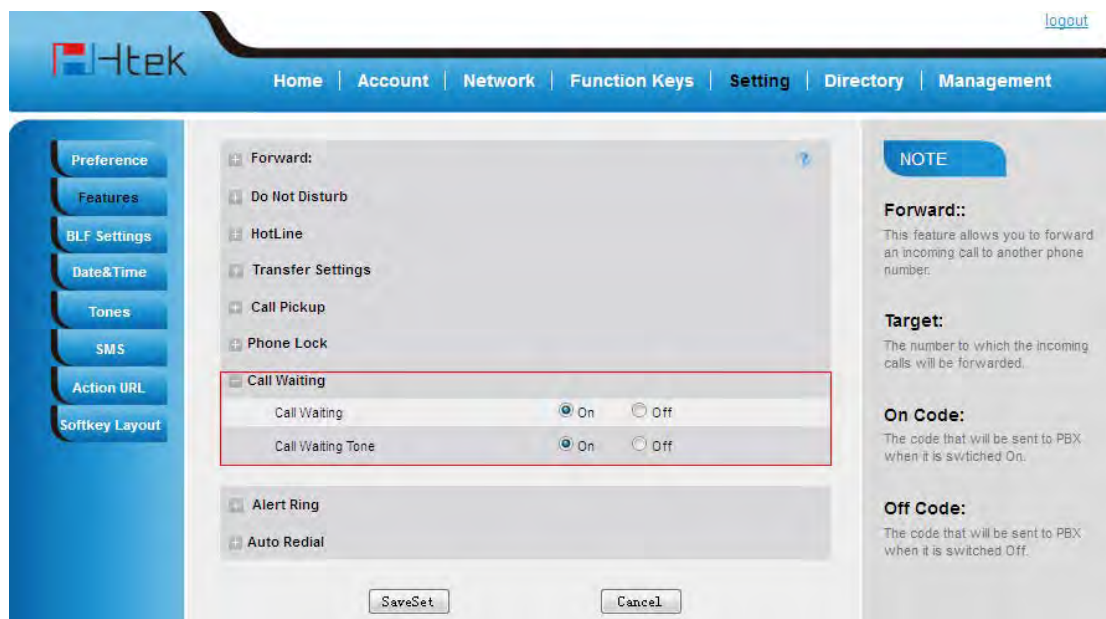 logout
Htek
Home | Account | Network | Function Keys | Setting | Directory | Management
Preference
Features
BLF Settings
Date&Time
Tones
SMS
Action URL
Softkey Layout
Forward:
?
Do Not Disturb
HotLine
Transfer Settings
Call Pickup
Phone Lock
Call Waiting
Call Waiting On Off
Call Waiting Tone On Off
Alert Ring
Auto Redial
SaveSet Cancel
NOTE
Forward::
This feature allows you to forward
an incoming call to another phone
number.
Target:
The number to which the incoming
calls will be forwarded.
On Code:
The code that will be sent to PBX
when it is swtiched On.
Off Code:
The code that will be sent to PBX
when it is switched Off.